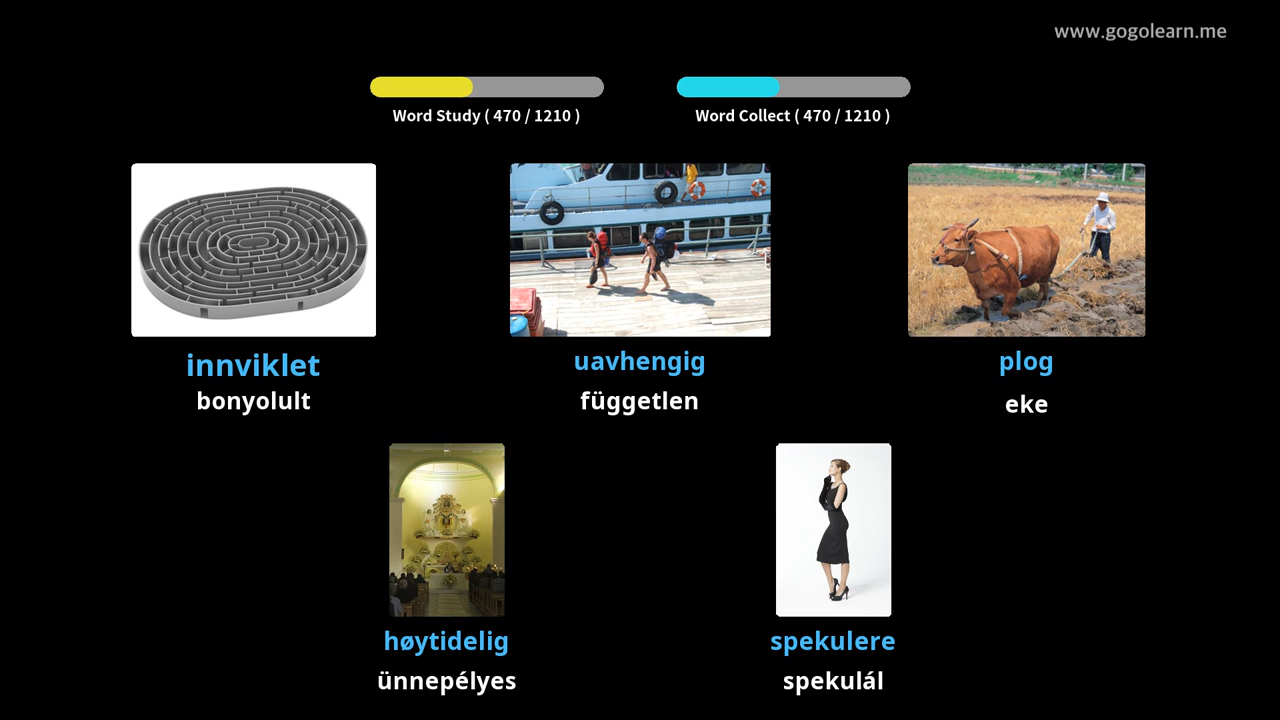 www.gogolearn.me
Word Study ( 470 / 1210 )
Word Collect ( 470 / 1210 )
innviklet
bonyolult
uavhengig
független
plog
eke
høytidelig
ünnepélyes
spekulere
spekulál